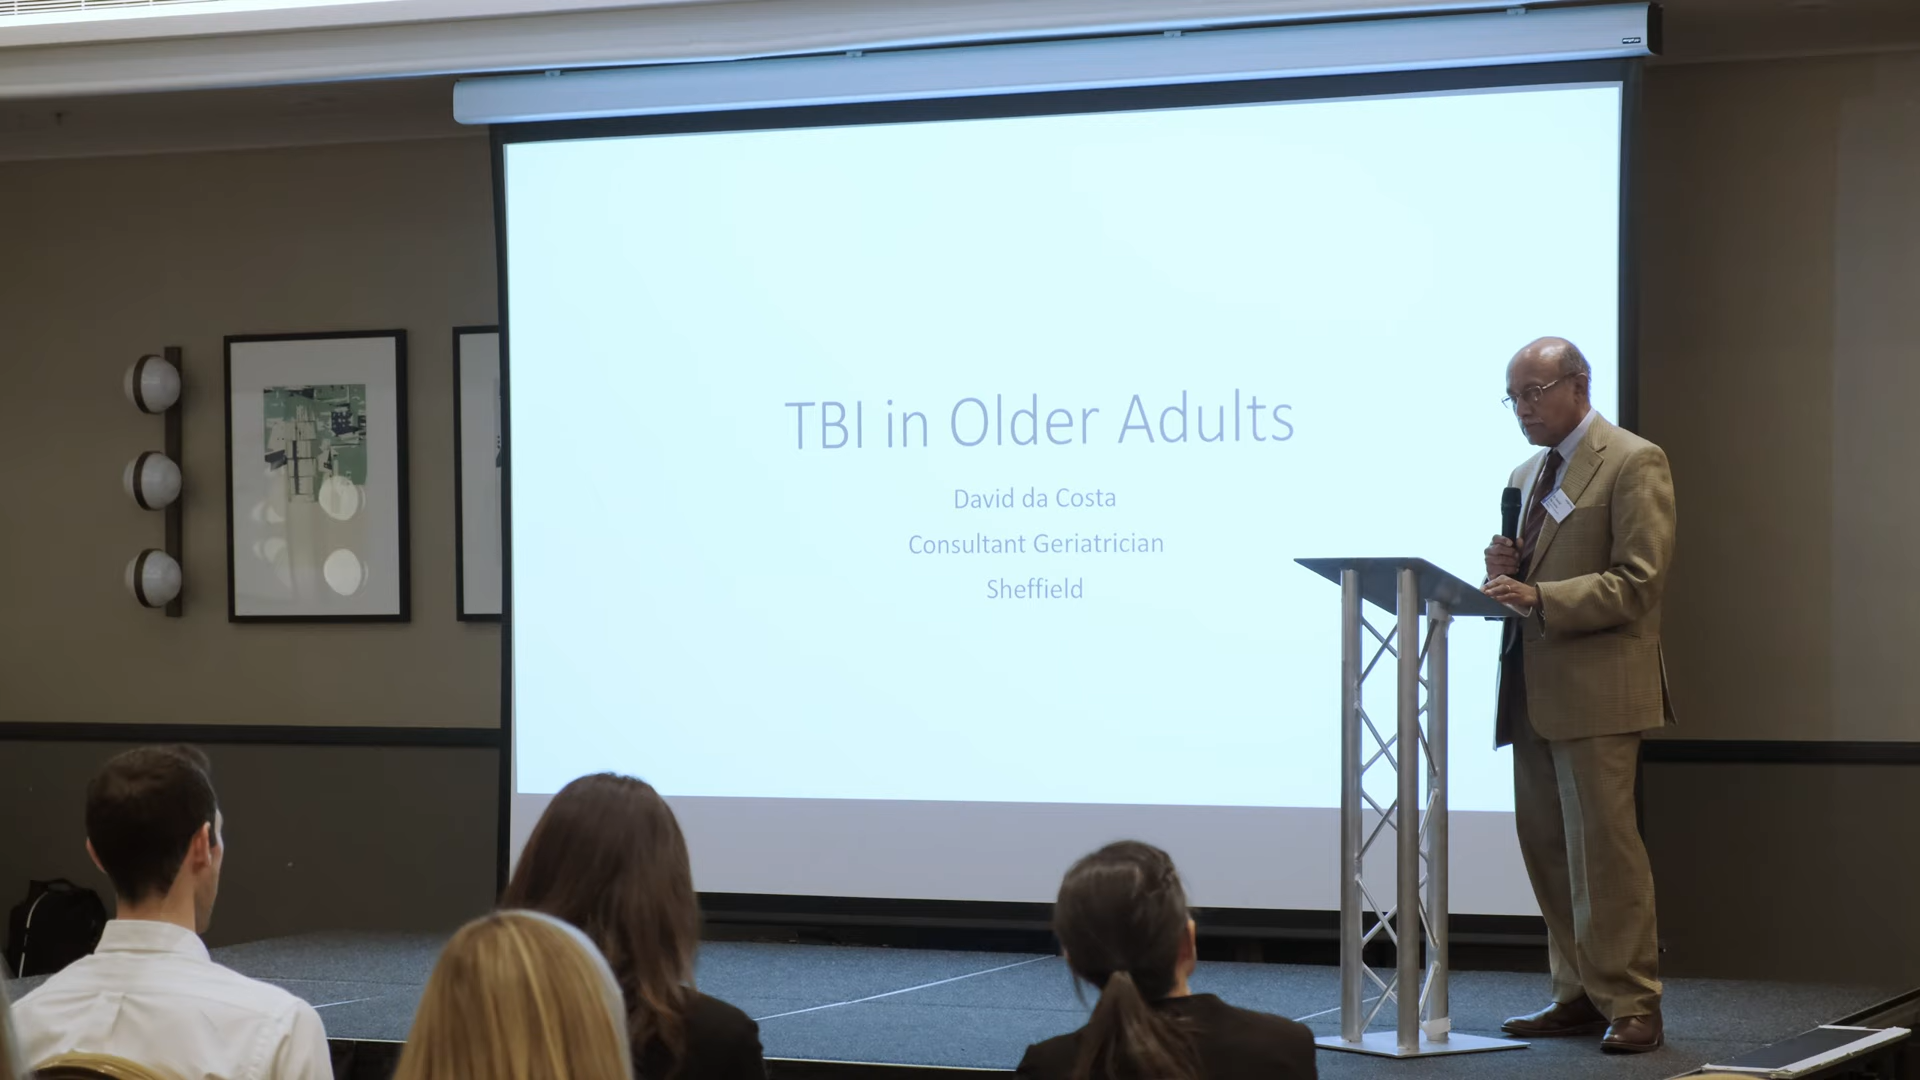 TBI in Older Adults
David da Costa
Consultant Geriatrician
Sheffield